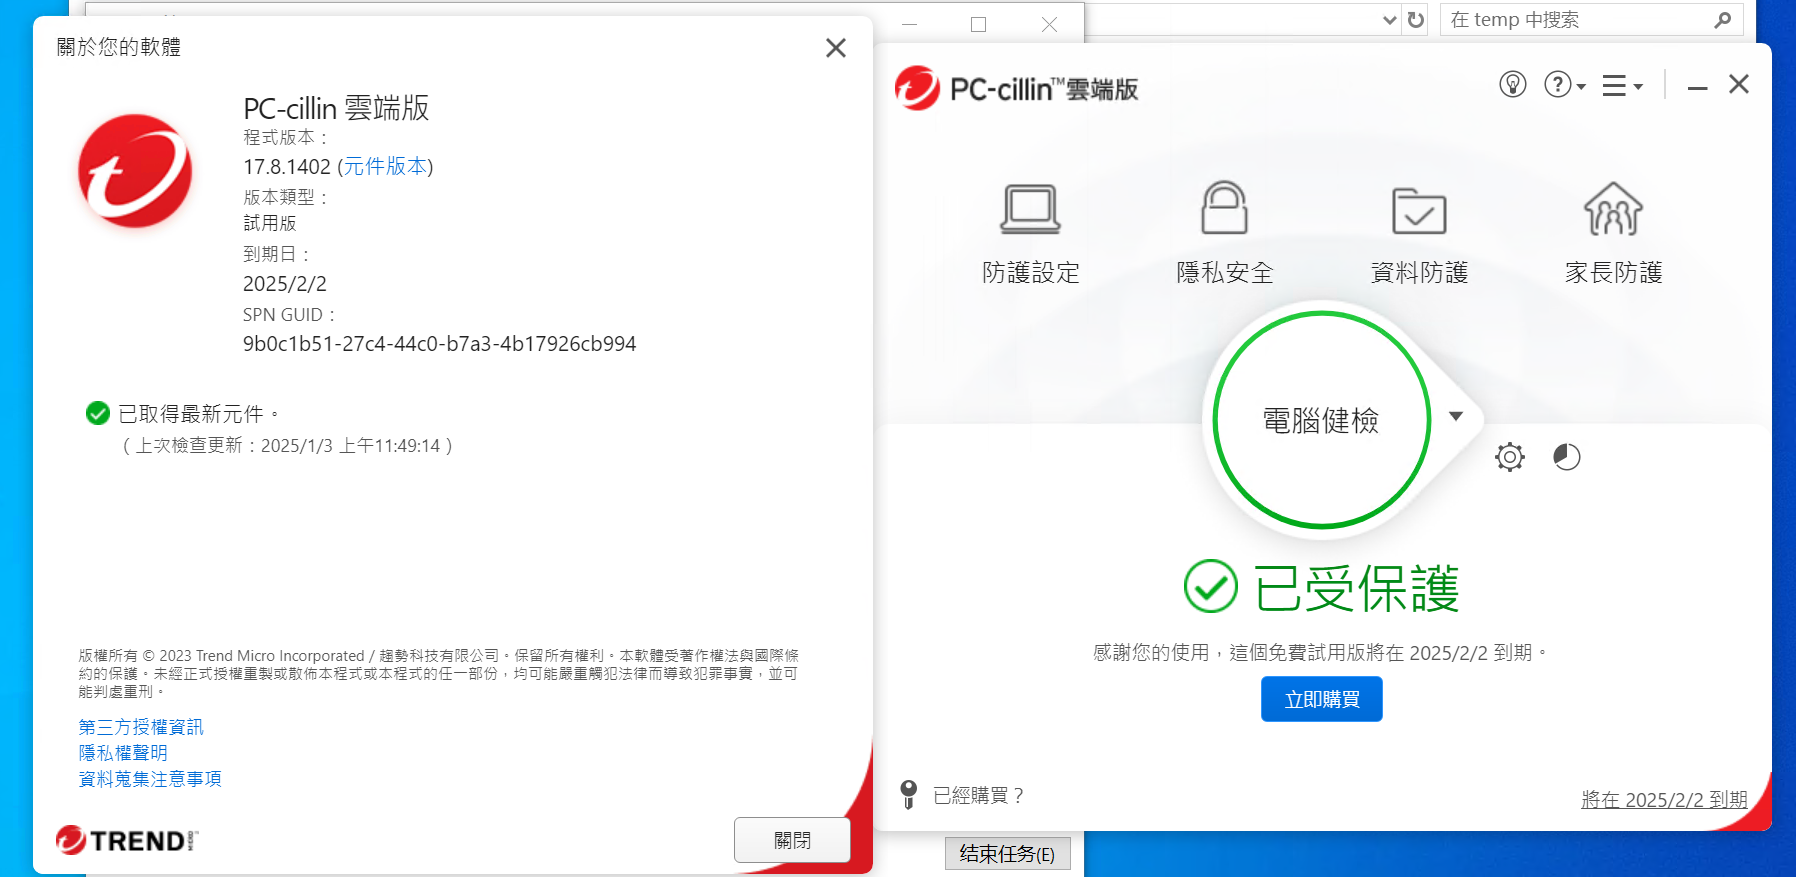 關於您的軟體
PC-cillin 雲端版
程式版本：
17.8.1402 (元件版本)
版本類型：
試用版
到期日：
2025/2/2
SPN GUID：
9b0c1b51-27c4-44c0-b7a3-4b17926cb994
已取得最新元件。
( 上次檢查更新：2025/1/3 上午11:49:14 )
版權所有 © 2023 Trend Micro Incorporated / 趨勢科技有限公司。保留所有權利。本軟體受著作權法與國際條
約的保護。未經正式授權重製或散佈本程式或本程式的任一部份，均可能嚴重觸犯法律而導致犯罪事實，並可
能判處重刑。
第三方授權資訊
隱私權聲明
資料蒐集注意事項
TREND MICRO™
關閉
在 temp 中搜索
PC-cillin™雲端版
防護設定
隱私安全
資料防護
家長防護
電腦健檢
已受保護
感謝您的使用，這個免費試用版將在 2025/2/2 到期。
立即購買
已經購買？
將在 2025/2/2 到期
结束任务(E)